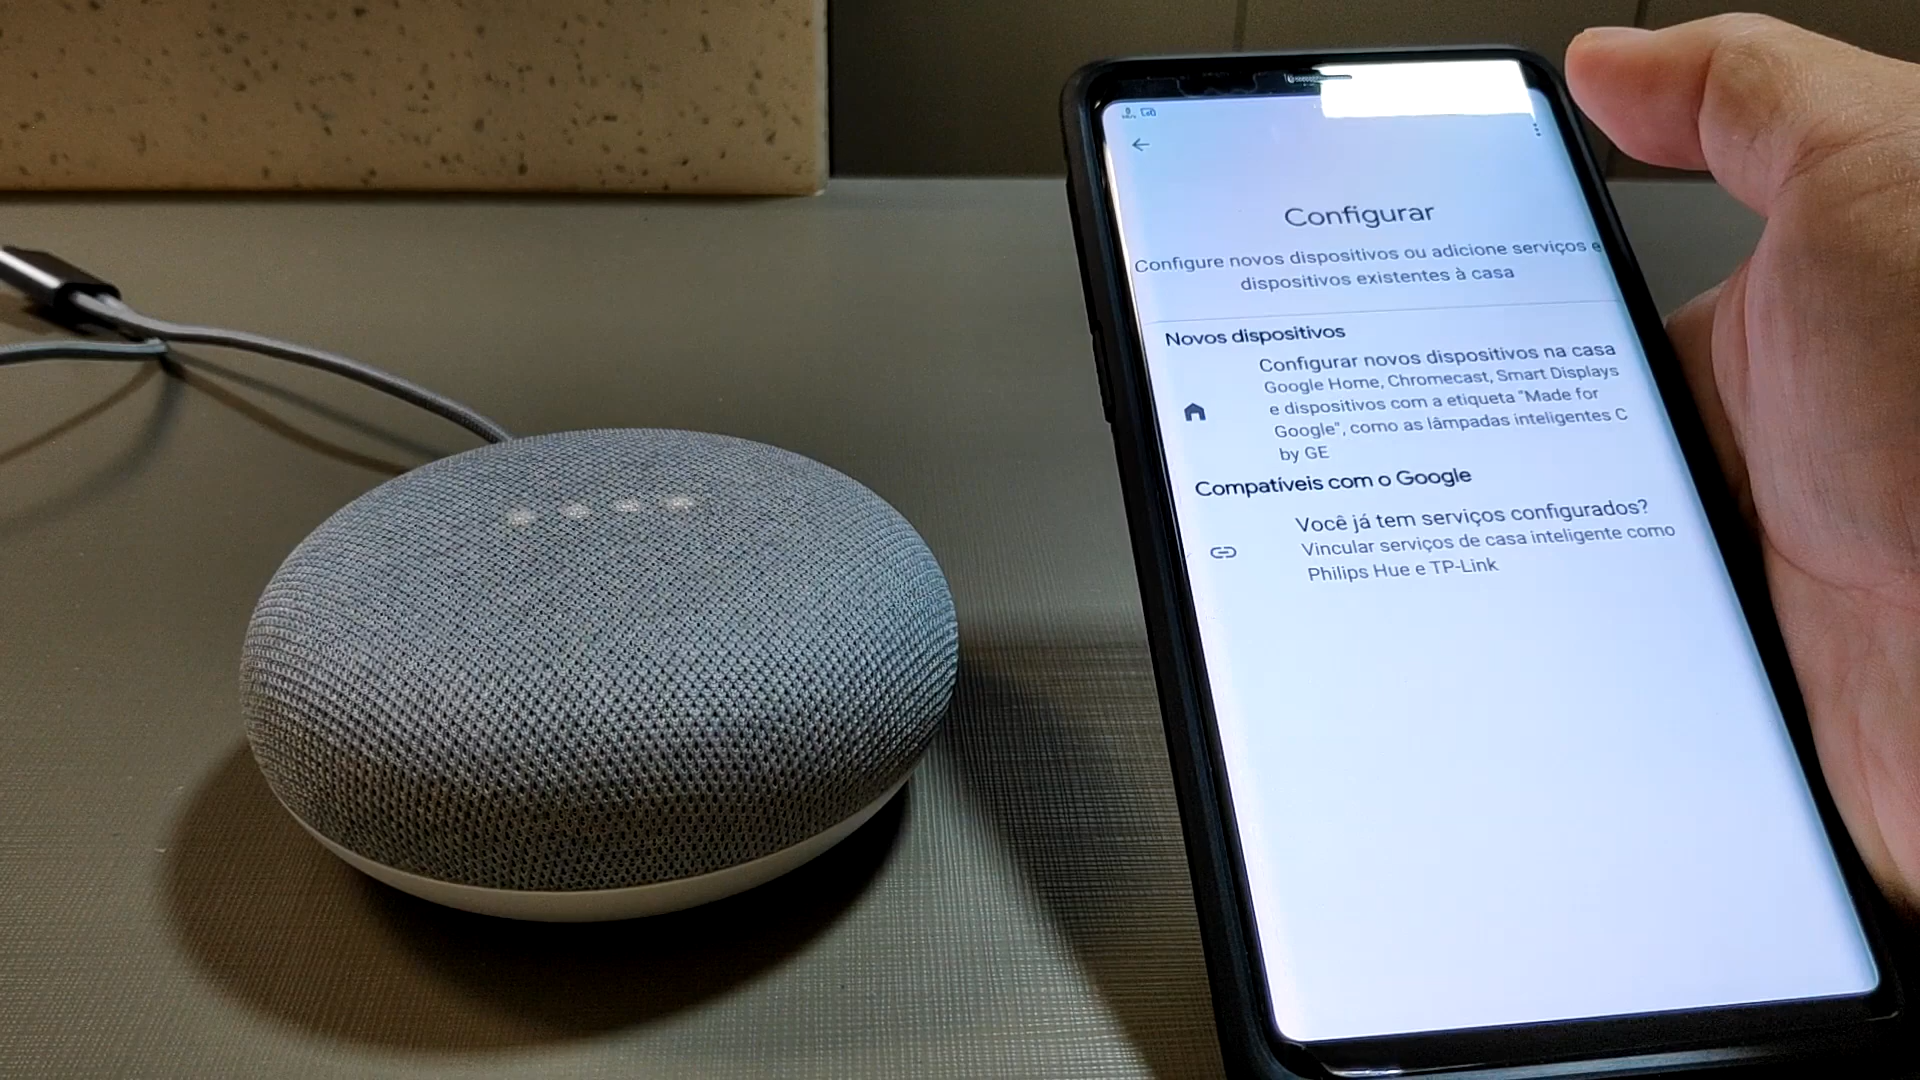 Configurar
Configure novos dispositivos ou adicione serviços e
dispositivos existentes à casa
Novos dispositivos
Configurar novos dispositivos na casa
Google Home, Chromecast, Smart Displays
e dispositivos com a etiqueta "Made for
Google", como as lâmpadas inteligentes C
by GE
Compatíveis com o Google
Você já tem serviços configurados?
Vincular serviços de casa inteligente como
Philips Hue e TP-Link